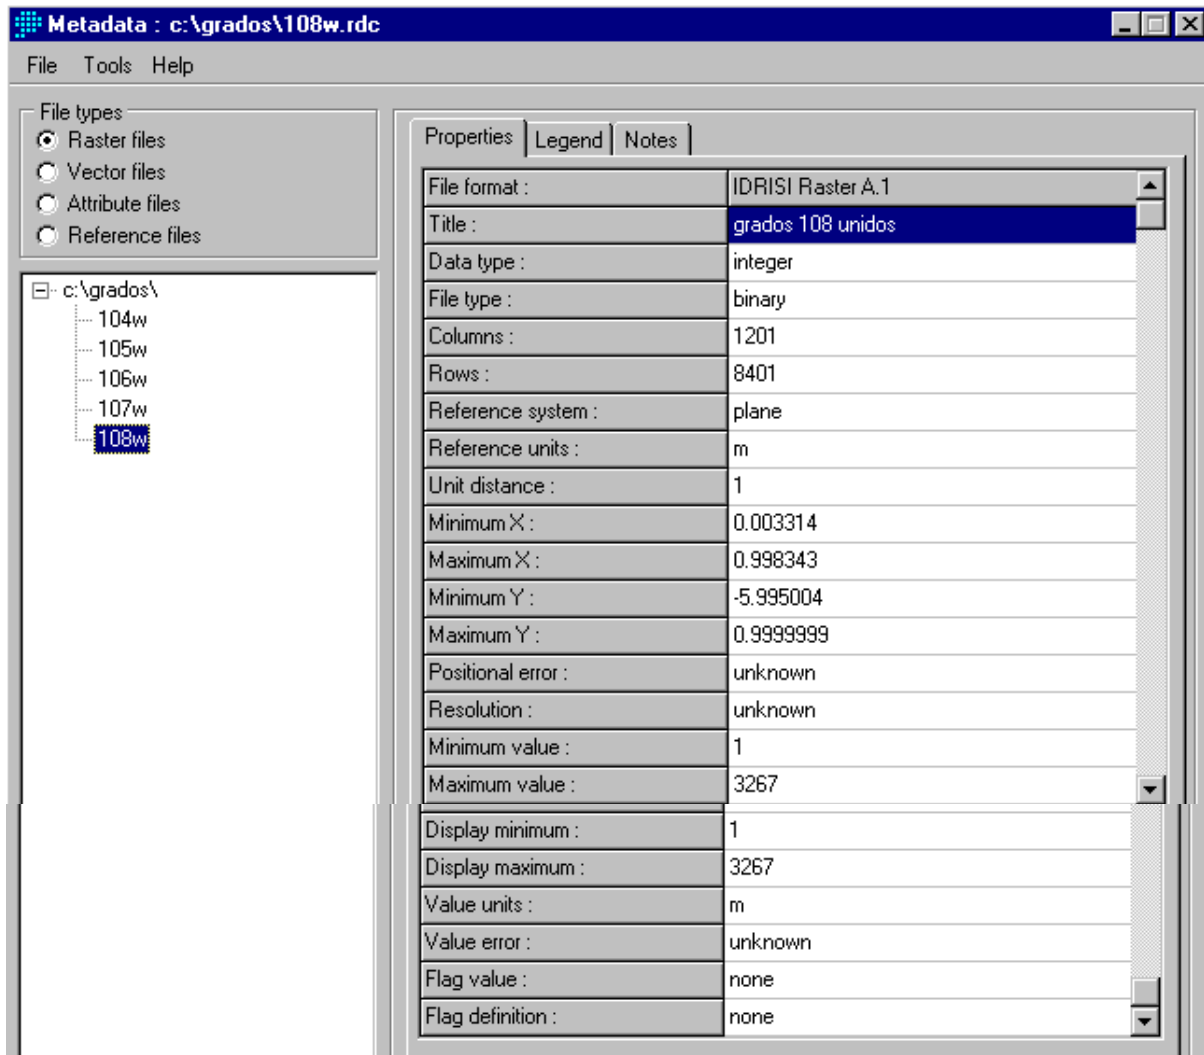 Metadata : c:\grados\108w.rdc
File Tools Help
File types
Raster files
Vector files
Attribute files
Reference files
c:\grados\
104w
105w
106w
107w
108w
Properties Legend Notes
File format : IDRISI Raster A.1
Title : grados 108 unidos
Data type : integer
File type : binary
Columns : 1201
Rows : 8401
Reference system : plane
Reference units : m
Unit distance : 1
Minimum X : 0.003314
Maximum X : 0.998343
Minimum Y : -5.995004
Maximum Y : 0.9999999
Positional error : unknown
Resolution : unknown
Minimum value : 1
Maximum value : 3267
Display minimum : 1
Display maximum : 3267
Value units : m
Value error : unknown
Flag value : none
Flag definition : none